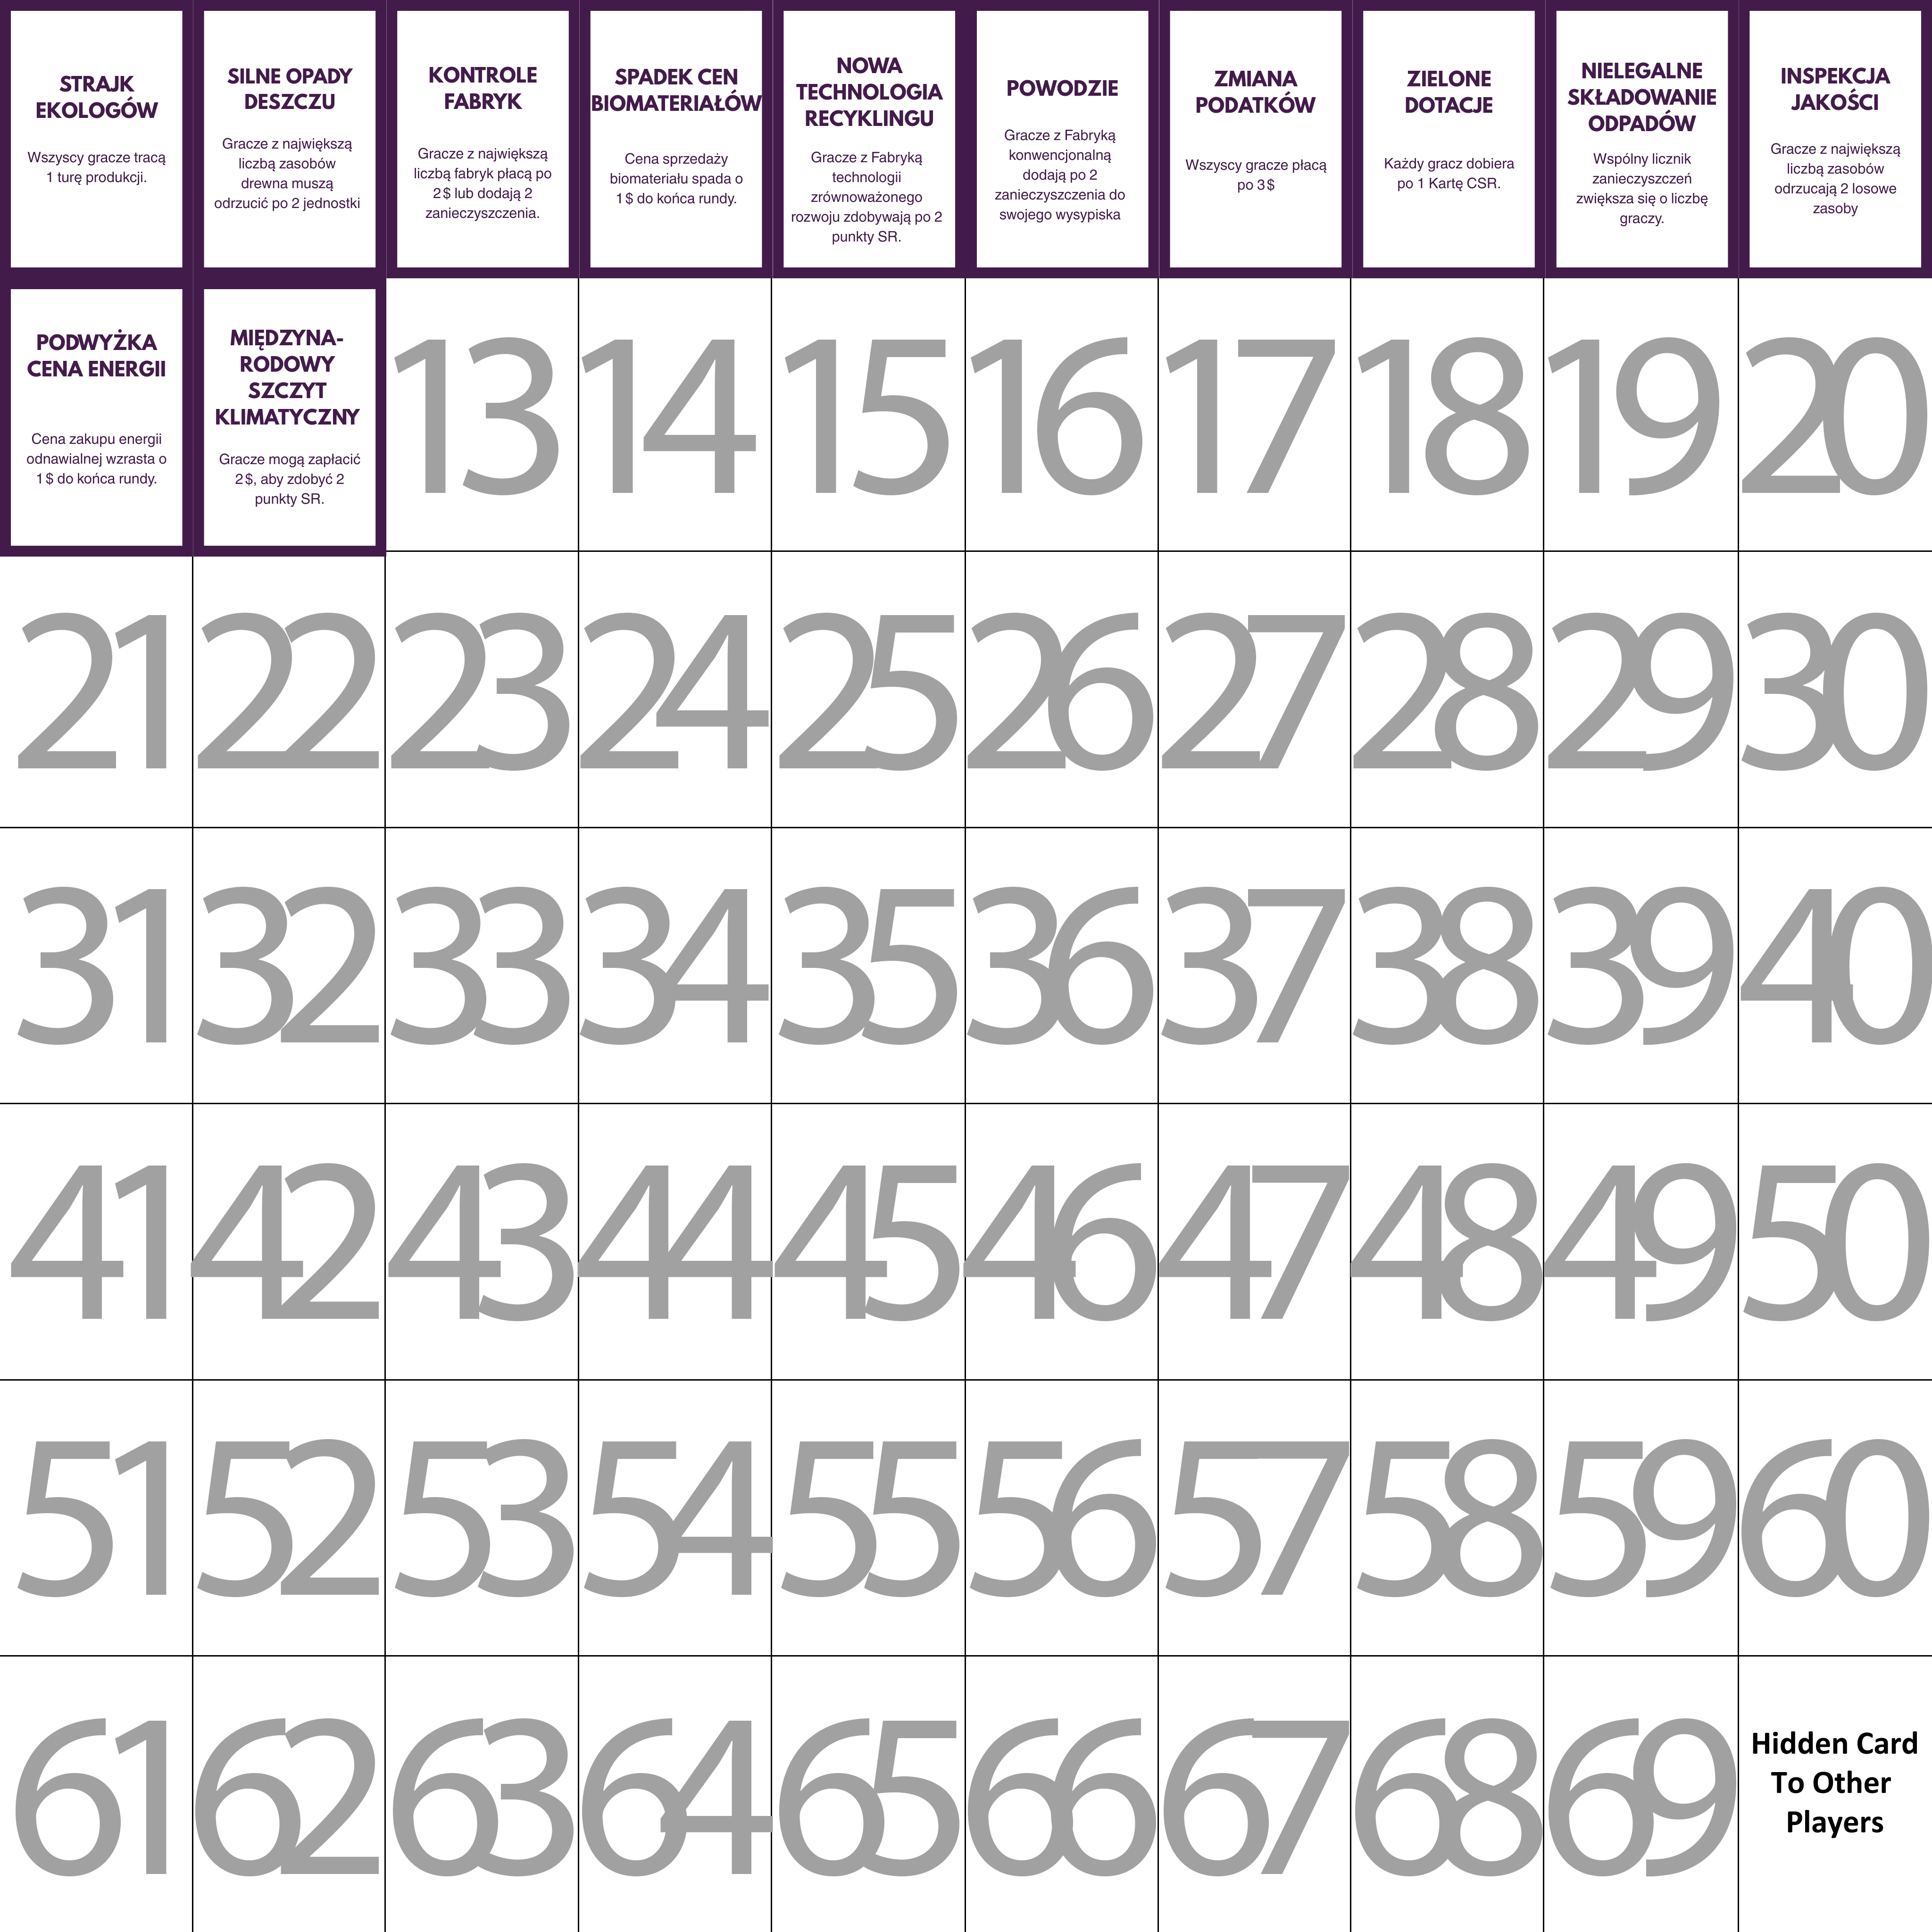 STRAJK
EKOLOGÓW
Wszyscy gracze tracą
1 turę produkcji.
SILNE OPADY
DESZCZU
Gracze z największą
liczbą zasobów
drewna muszą
odrzucić po 2 jednostki
KONTROLE
FABRYK
Gracze z największą
liczbą fabryk płacą po
2$ lub dodają 2
zanieczyszczenia.
SPADEK CEN
BIOMATERIAŁÓW
Cena sprzedaży
biomateriału spada o
1$ do końca rundy.
NOWA
TECHNOLOGIA
RECYKLINGU
Gracze z Fabryką
technologii
zrównoważonego
rozwoju zdobywają po 2
punkty SR.
POWODZIE
Gracze z Fabryką
konwencjonalną
dodają po 2
zanieczyszczenia do
swojego wysypiska
ZMIANA
PODATKÓW
Wszyscy gracze płacą
po 3$
ZIELONE
DOTACJE
Każdy gracz dobiera
po 1 Kartę CSR.
NIELEGALNE
SKŁADOWANIE
ODPADÓW
Wspólny licznik
zanieczyszczeń
zwiększa się o liczbę
graczy.
INSPEKCJA
JAKOŚCI
Gracze z największą
liczbą zasobów
odrzucają 2 losowe
zasoby
PODWYŻKA
CENA ENERGII
Cena zakupu energii
odnawialnej wzrasta o
1$ do końca rundy.
MIĘDZYNA-
RODOWY
SZCZYT
KLIMATYCZNY
Gracze mogą zapłacić
2$, aby zdobyć 2
punkty SR.
13
14
15
16
17
18
19
20
21
22
23
24
25
26
27
28
29
30
31
32
33
34
35
36
37
38
39
40
41
42
43
44
45
46
47
48
49
50
51
52
53
54
55
56
57
58
59
60
61
62
63
64
65
66
67
68
69
Hidden Card
To Other
Players